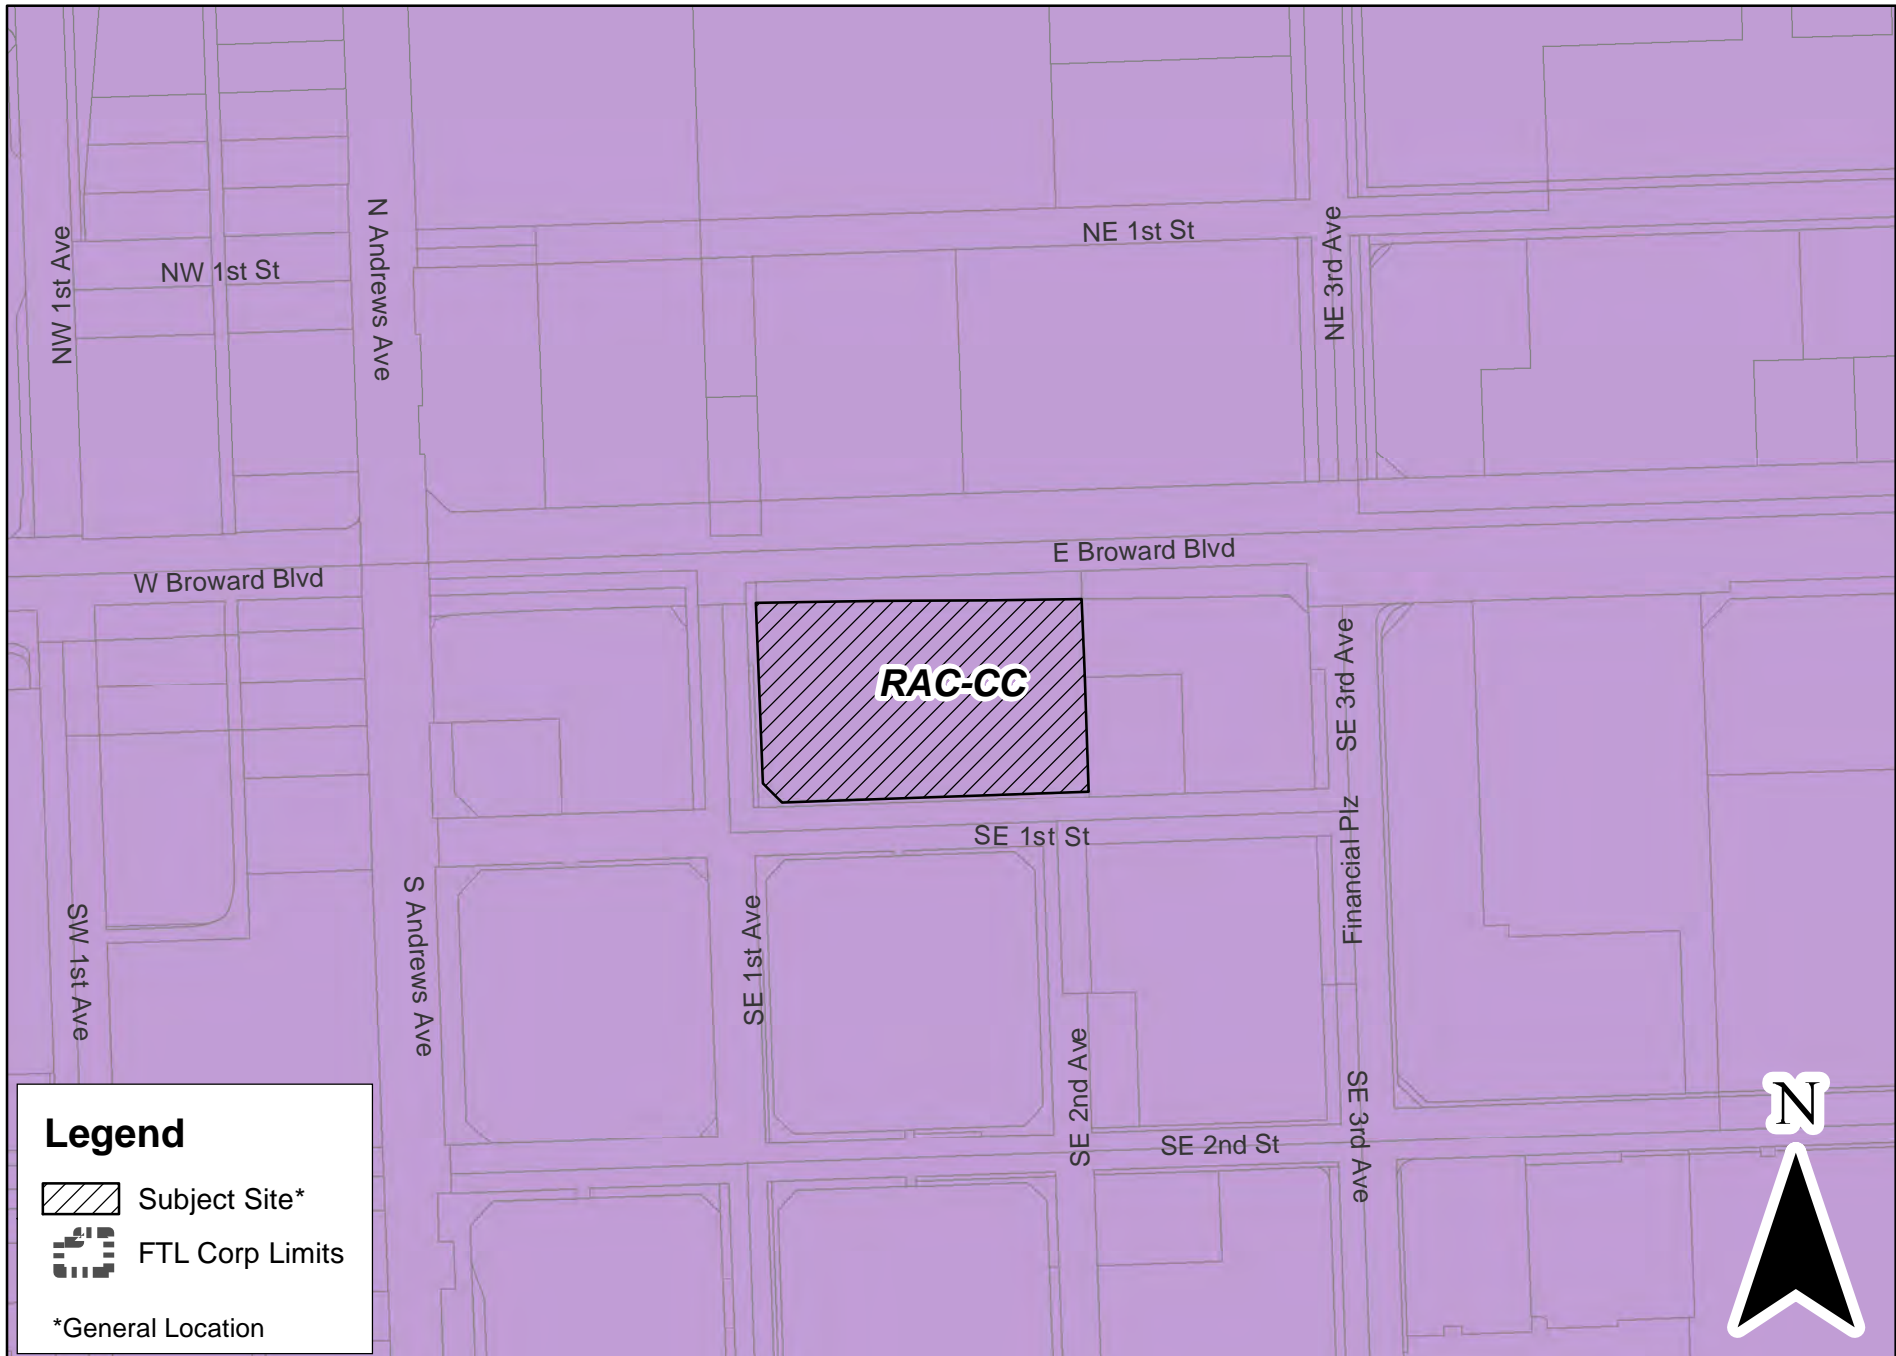 N Andrews Ave
NE 1st St
NE 3rd Ave
NW 1st Ave
NW 1st St
E Broward Blvd
W Broward Blvd
RAC-CC
SE 3rd Ave
SE 1st St
Financial Plz
S Andrews Ave
SE 1st Ave
SW 1st Ave
SE 2nd Ave
SE 3rd Ave
SE 2nd St
N
Legend
Subject Site*
FTL Corp Limits
*General Location